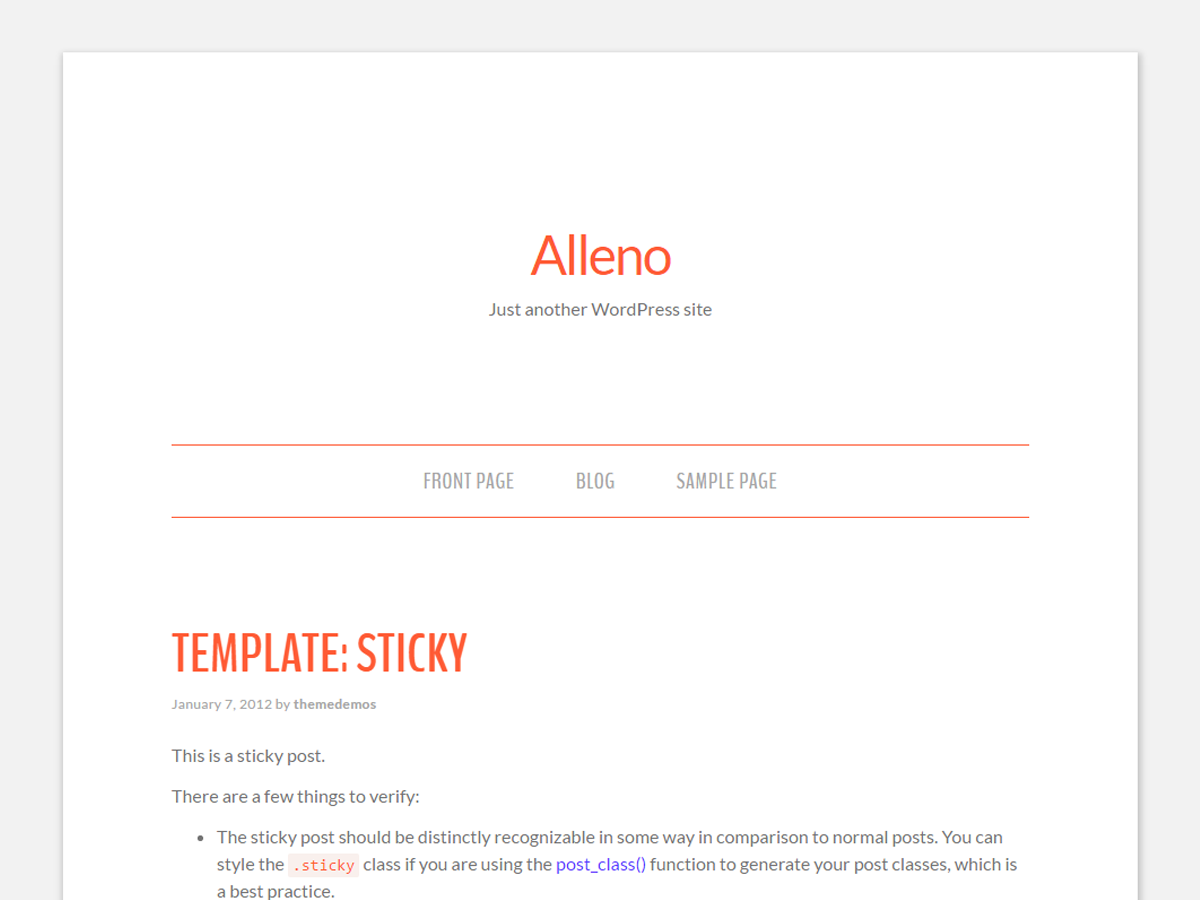 Alleno
Just another WordPress site
FRONT PAGE BLOG SAMPLE PAGE
TEMPLATE: STICKY
January 7, 2012 by themedemos
This is a sticky post.
There are a few things to verify:
• The sticky post should be distinctly recognizable in some way in comparison to normal posts. You can
style the .sticky class if you are using the post_class() function to generate your post classes, which is
a best practice.